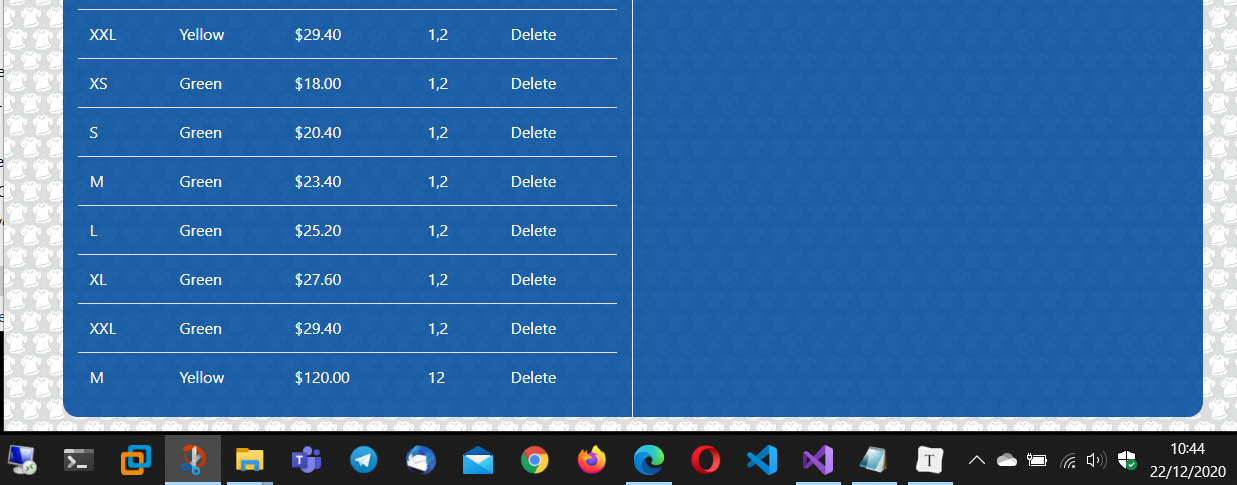 XXL Yellow $29.40 1,2 Delete
XS Green $18.00 1,2 Delete
S Green $20.40 1,2 Delete
M Green $23.40 1,2 Delete
L Green $25.20 1,2 Delete
XL Green $27.60 1,2 Delete
XXL Green $29.40 1,2 Delete
M Yellow $120.00 12 Delete
10:44
22/12/2020